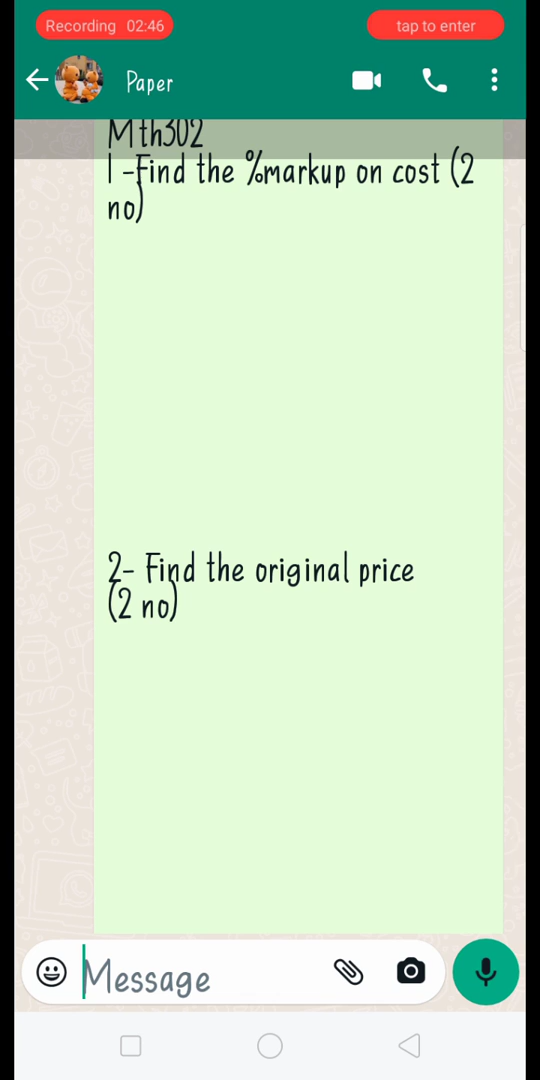 Recording 02:46
tap to enter
Paper
Mth302
1 -Find the %markup on cost (2
no)
2- Find the original price
(2 no)
Message